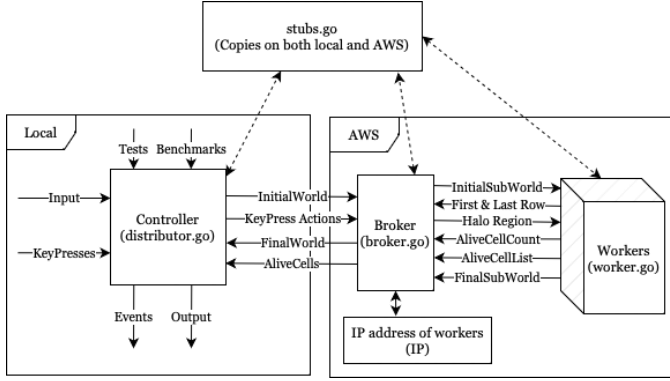 stubs.go
(Copies on both local and AWS)
Local
AWS
Tests
Benchmarks
Input
KeyPresses
Controller
(distributor.go)
Events
Output
InitialWorld
KeyPress Actions
FinalWorld
AliveCells
Broker
(broker.go)
InitialSubWorld
First & Last Row
Halo Region
AliveCellCount
AliveCellList
FinalSubWorld
Workers
(worker.go)
IP address of workers
(IP)